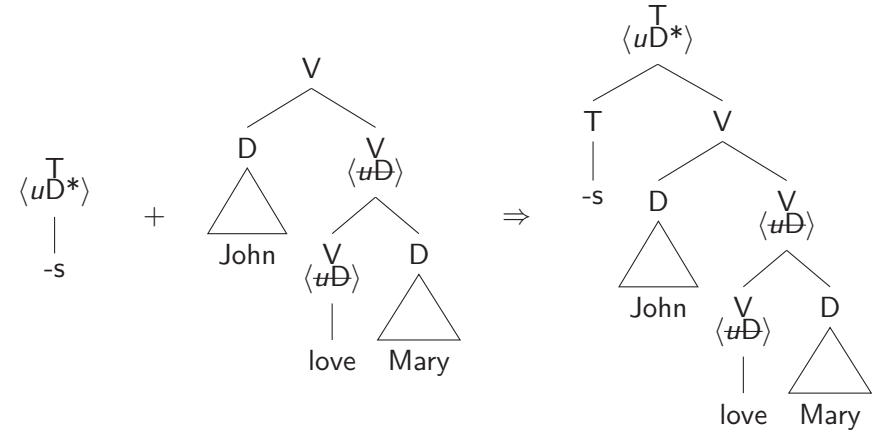 T
⟨uD*⟩
-s
+
V
D V
⟨uD⟩
John V D
⟨uD⟩
love Mary
⇒
T
⟨uD*⟩
T V
-s D V
⟨uD⟩
John V D
⟨uD⟩
love Mary